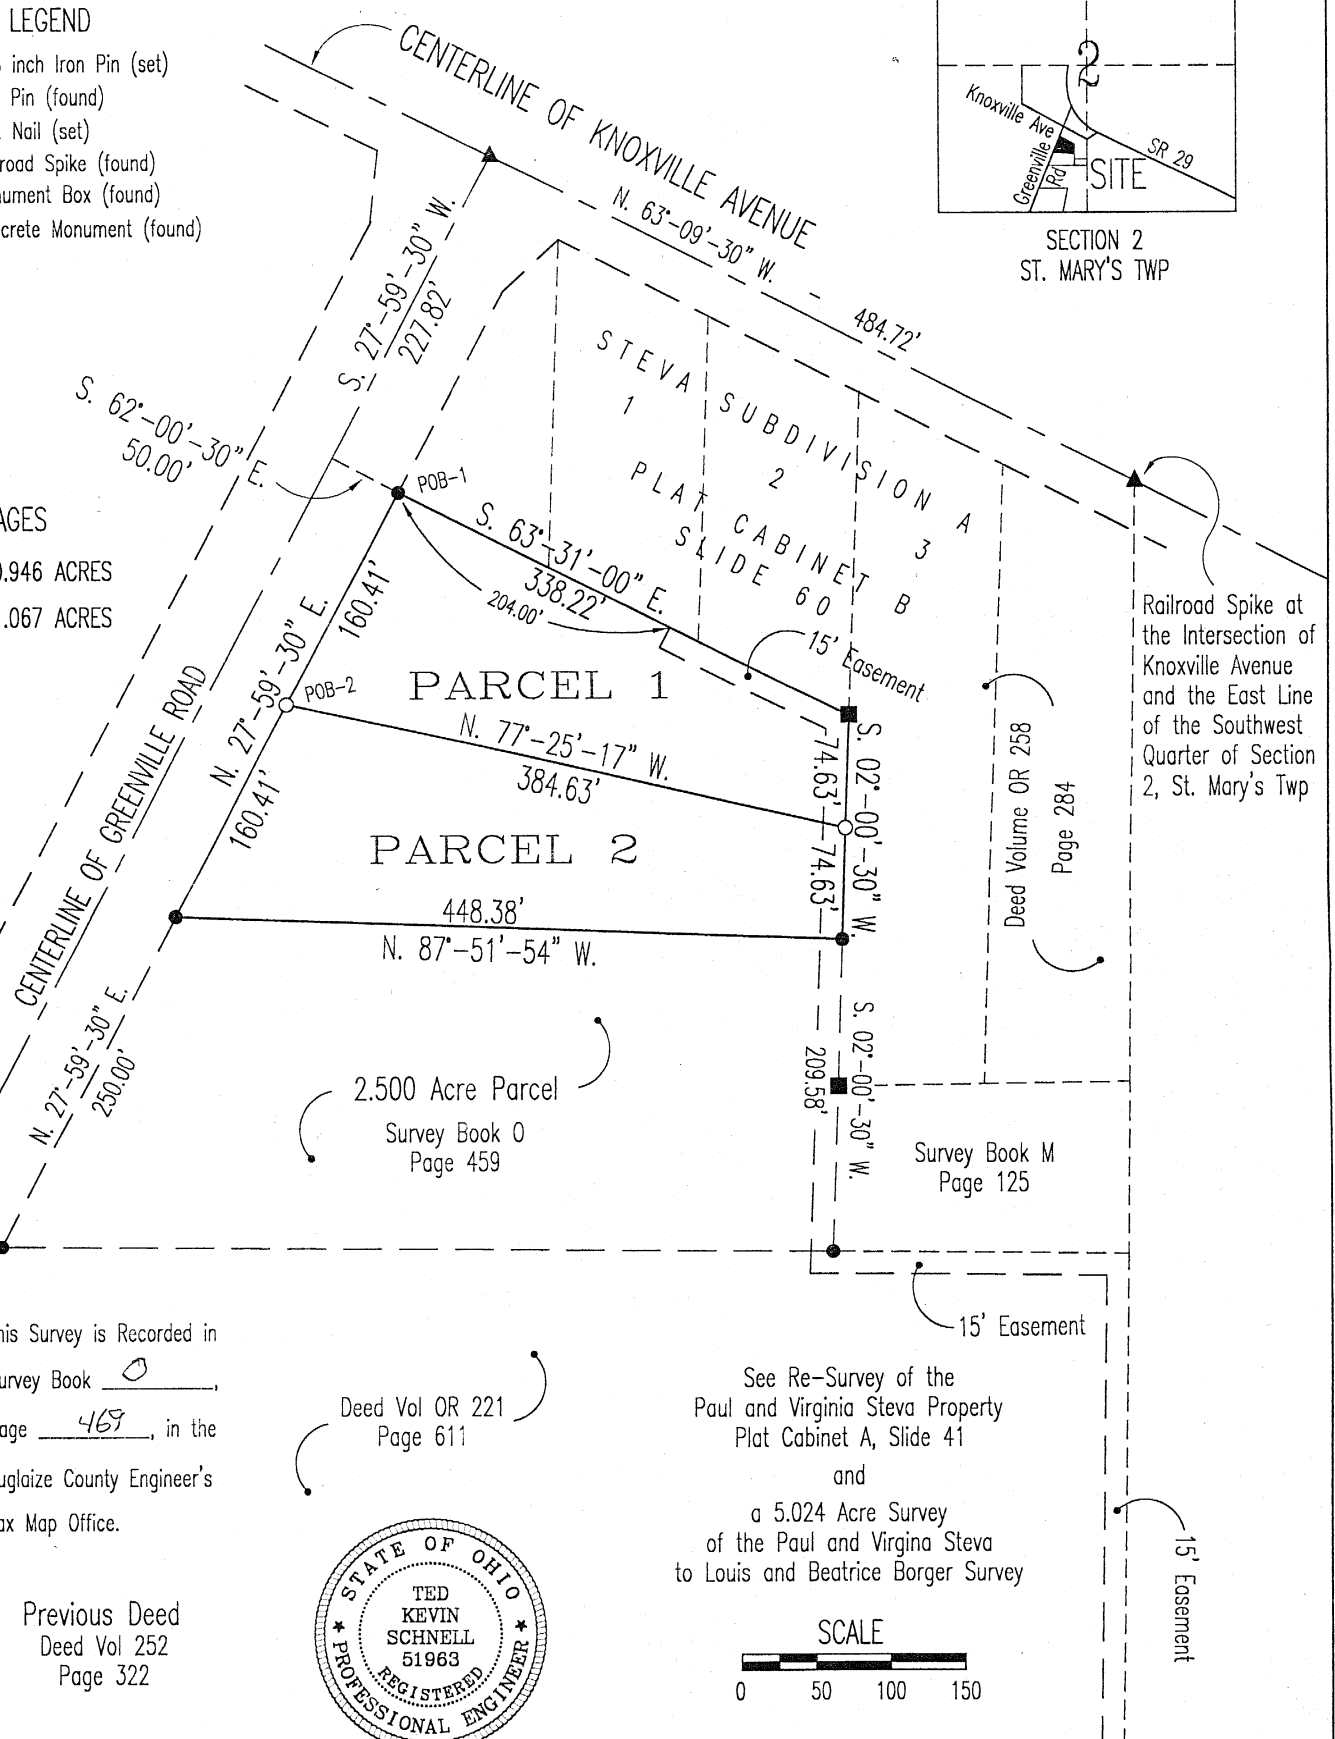 LEGEND
inch Iron Pin (set)
Pin (found)
Nail (set)
road Spike (found)
nument Box (found)
crete Monument (found)
CENTERLINE OF KNOXVILLE AVENUE
N. 63°-09'-30" W. - 484.72'
2
Knoxville Ave
Greenville Rd
SR 29
SITE
SECTION 2
ST. MARY'S TWP
S. 27°-59'-30" W.
227.82'
S. 62°-00'-30" E.
50.00'
STEVA SUBDIVISION A
1
2
3
PLAT CABINET B
SLIDE 60
POB-1
S. 63°-31'-00" E.
338.22'
204.00'
15' Easement
AGES
0.946 ACRES
1.067 ACRES
N. 27°-59'-30" E.
160.41'
160.41'
POB-2
PARCEL 1
N. 77°-25'-17" W.
384.63'
PARCEL 2
448.38'
N. 87°-51'-54" W.
S. 02°-00'-30" W.
74.63'
74.63'
CENTERLINE OF GREENVILLE ROAD
Railroad Spike at
the Intersection of
Knoxville Avenue
and the East Line
of the Southwest
Quarter of Section
2, St. Mary's Twp
Deed Volume OR 258
Page 284
N. 27°-59'-30" E.
250.00'
2.500 Acre Parcel
Survey Book O
Page 459
S. 02°-00'-30" W.
209.58'
Survey Book M
Page 125
15' Easement
his Survey is Recorded in
urvey Book O,
age 469, in the
uglaize County Engineer's
ax Map Office.
Deed Vol OR 221
Page 611
See Re-Survey of the
Paul and Virginia Steva Property
Plat Cabinet A, Slide 41
and
a 5.024 Acre Survey
of the Paul and Virgina Steva
to Louis and Beatrice Borger Survey
15' Easement
Previous Deed
Deed Vol 252
Page 322
STATE OF OHIO
TED
KEVIN
SCHNELL
51963
REGISTERED
PROFESSIONAL ENGINEER
SCALE
0 50 100 150